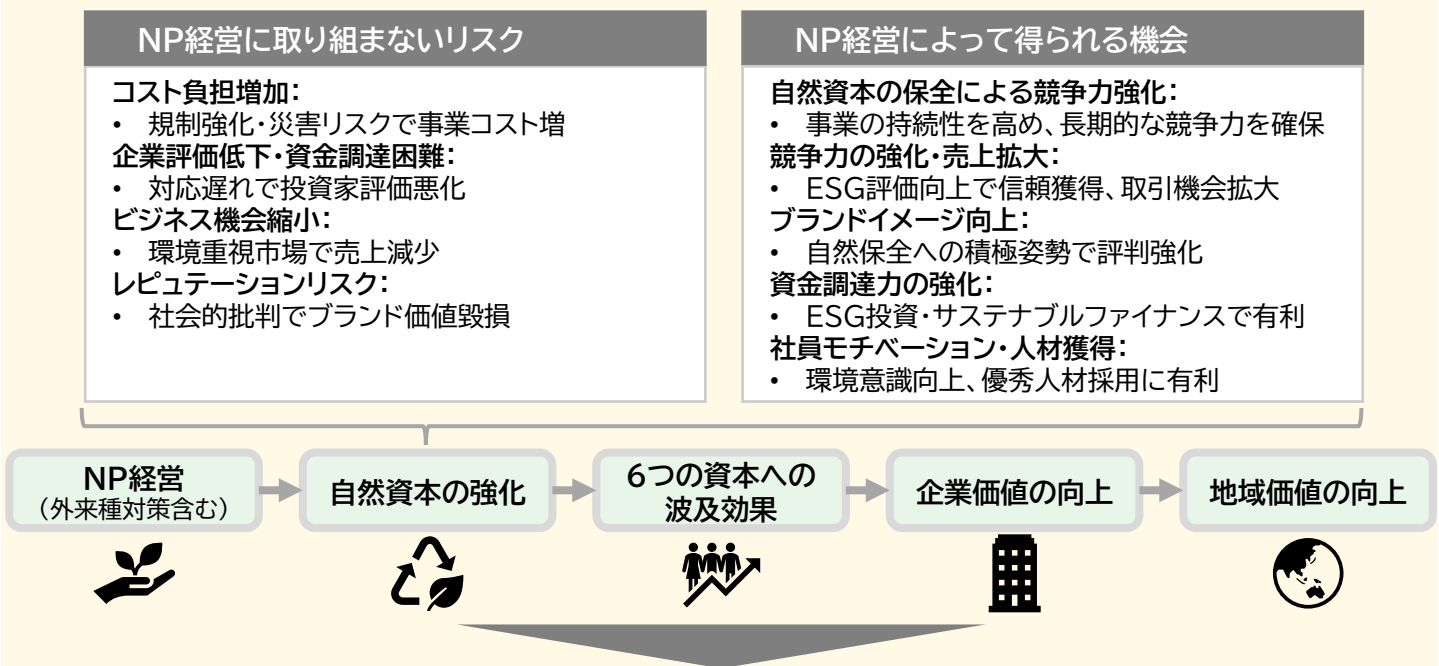 NP経営に取り組まないリスク
コスト負担増加：
• 規制強化・災害リスクで事業コスト増
企業評価低下・資金調達困難：
• 対応遅れで投資家評価悪化
ビジネス機会縮小：
• 環境重視市場で売上減少
レピュテーションリスク：
• 社会的批判でブランド価値毀損
NP経営によって得られる機会
自然資本の保全による競争力強化：
• 事業の持続性を高め、長期的な競争力を確保
競争力の強化・売上拡大：
• ESG評価向上で信頼獲得、取引機会拡大
ブランドイメージ向上：
• 自然保全への積極姿勢で評判強化
資金調達力の強化：
• ESG投資・サステナブルファイナンスで有利
社員モチベーション・人材獲得：
• 環境意識向上、優秀人材採用に有利
NP経営
（外来種対策含む）
自然資本の強化
6つの資本への
波及効果
企業価値の向上
地域価値の向上